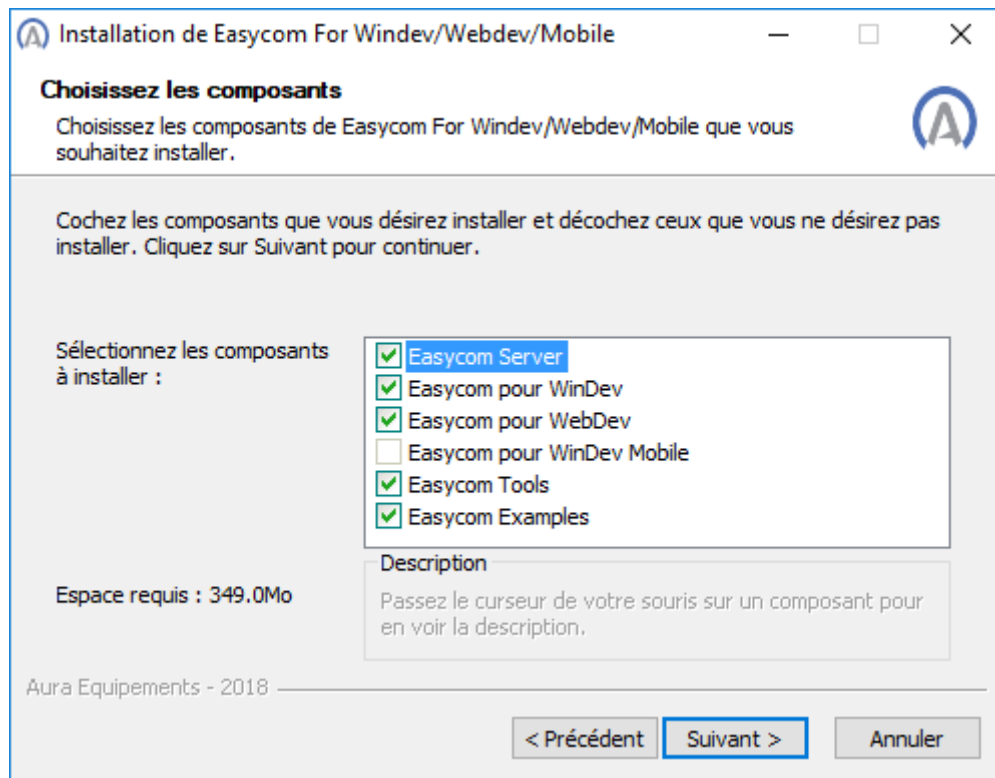 Installation de Easycom For Windev/Webdev/Mobile
Choisissez les composants
Choisissez les composants de Easycom For Windev/Webdev/Mobile que vous
souhaitez installer.
Cochez les composants que vous désirez installer et décochez ceux que vous ne désirez pas
installer. Cliquez sur Suivant pour continuer.
Sélectionnez les composants
à installer :
Easycom Server
Easycom pour WinDev
Easycom pour WebDev
Easycom pour WinDev Mobile
Easycom Tools
Easycom Examples
Espace requis : 349.0Mo
Description
Passez le curseur de votre souris sur un composant pour
en voir la description.
Aura Equipements - 2018
< Précédent
Suivant >
Annuler